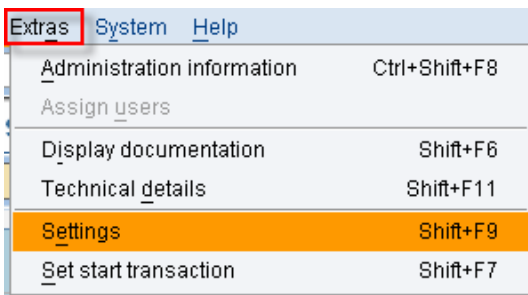 Extras System Help
Administration information Ctrl+Shift+F8
Assign users
Display documentation Shift+F6
Technical details Shift+F11
Settings Shift+F9
Set start transaction Shift+F7